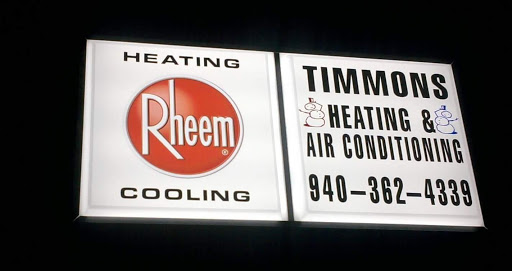 HEATING
Rheem®
COOLING
TIMMONS
HEATING &
AIR CONDITIONING
940-362-4339